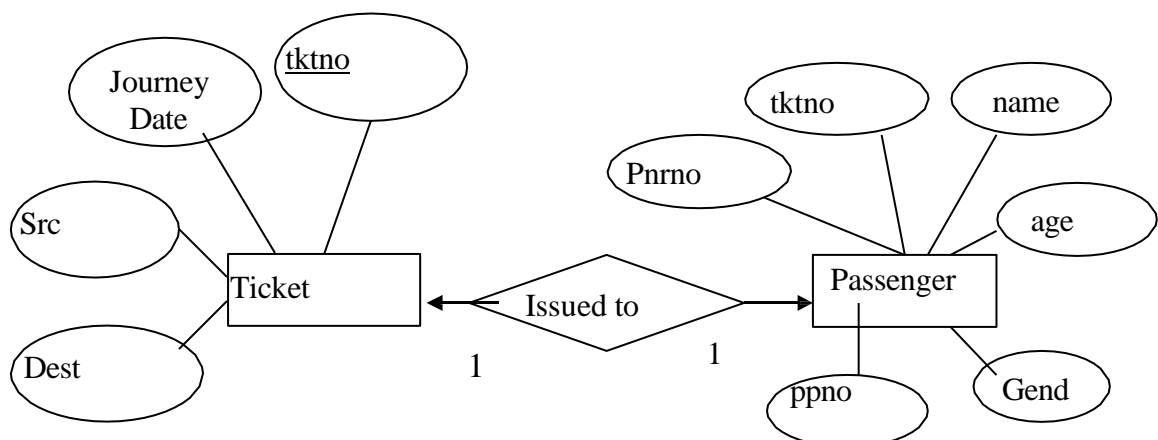 tktno
Journey
Date
tktno
name
Pnrno
Src
age
Ticket
Issued to
Passenger
1
1
Dest
ppno
Gend